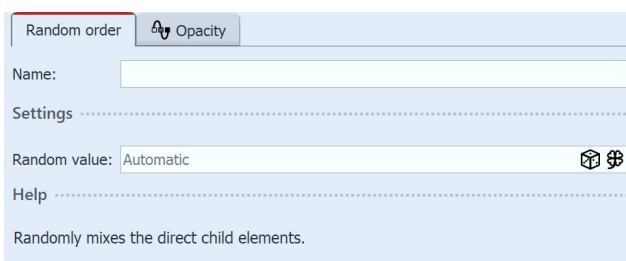 Random order
Opacity
Name:
Settings
Random value: Automatic
Help
Randomly mixes the direct child elements.